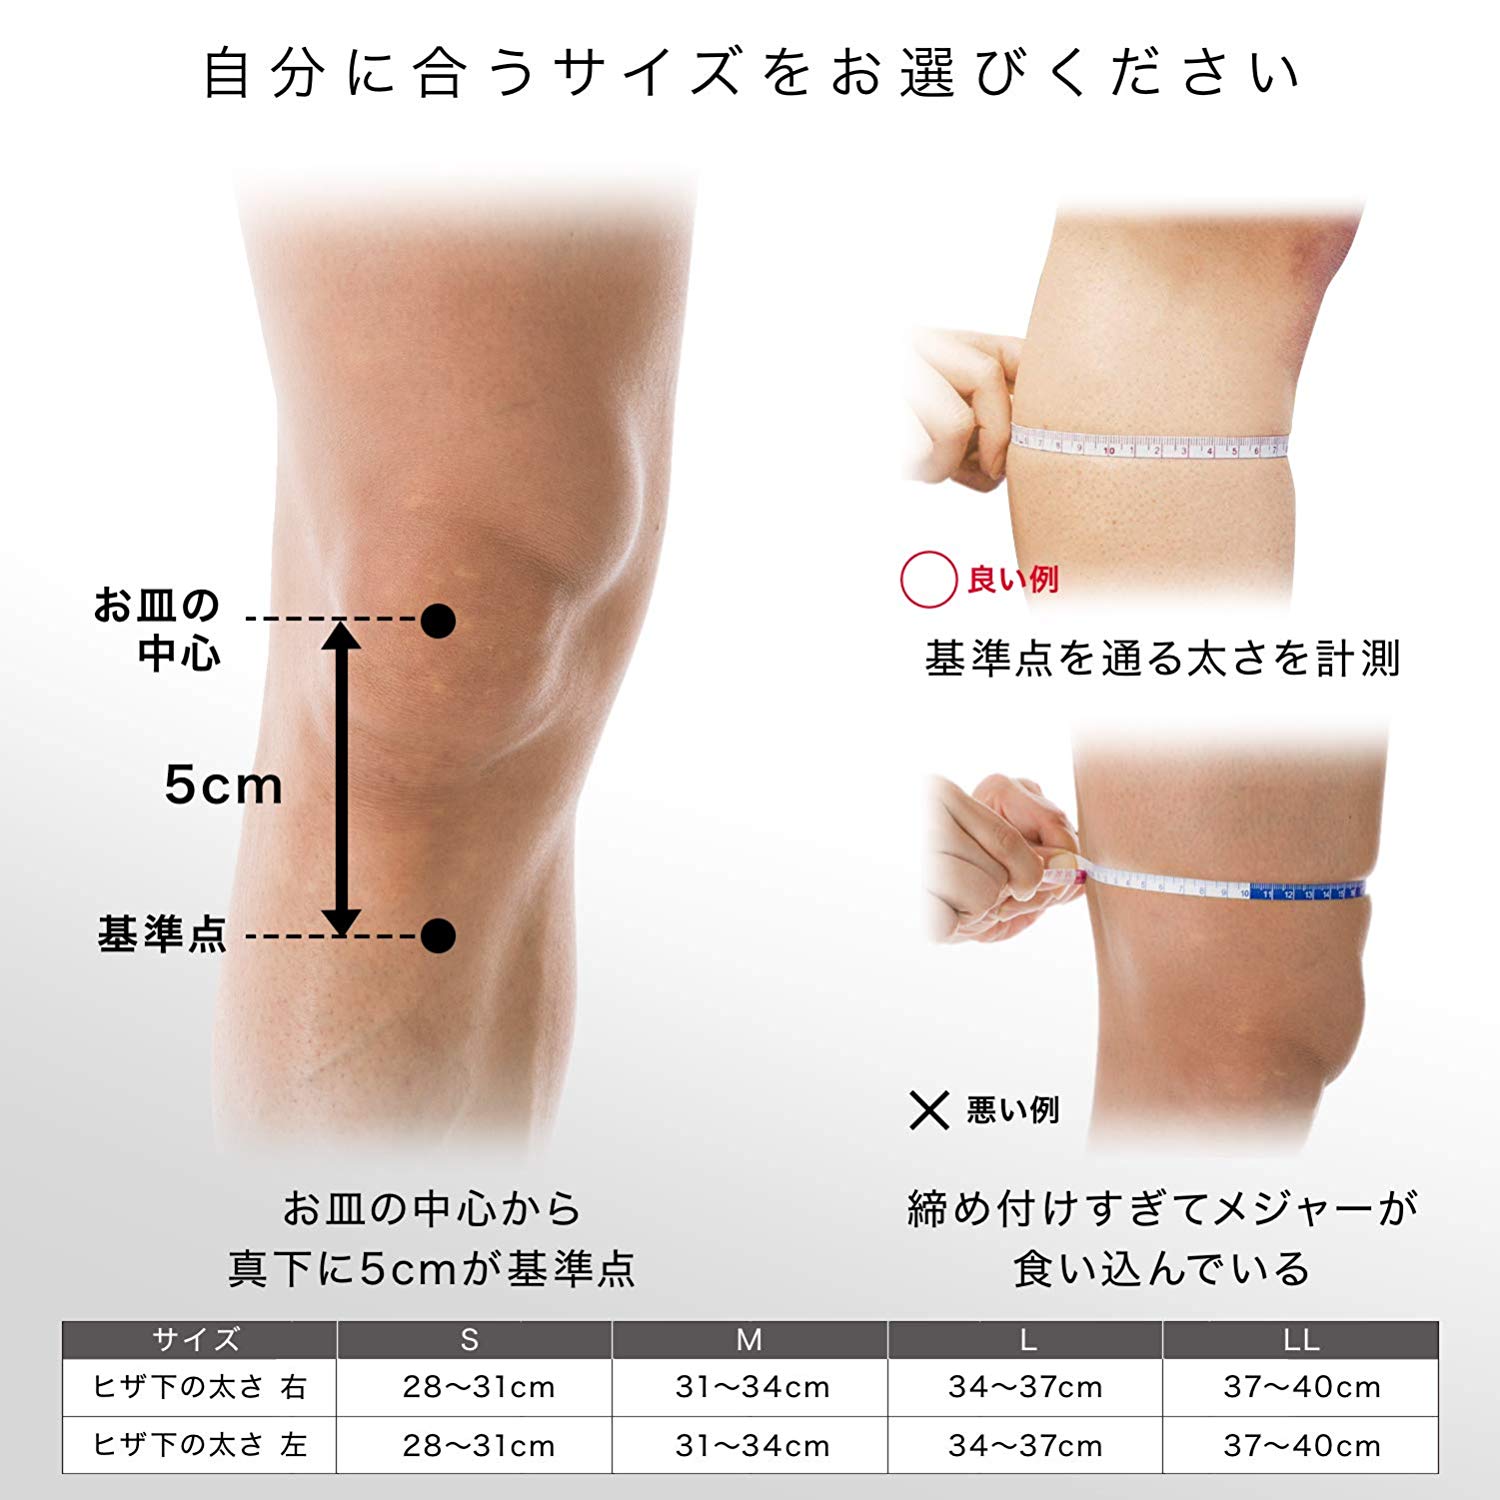 自分に合うサイズをお選びください
お皿の
中心
5cm
基準点
お皿の中心から
真下に5cmが基準点
良い例
基準点を通る太さを計測
悪い例
締め付けすぎてメジャーが
食い込んでいる
サイズ S M L LL
ヒザ下の太さ 右 28〜31cm 31〜34cm 34〜37cm 37〜40cm
ヒザ下の太さ 左 28〜31cm 31〜34cm 34〜37cm 37〜40cm